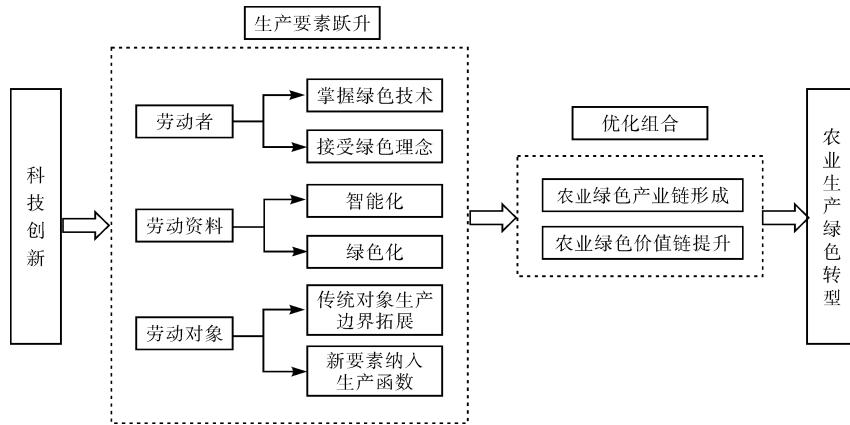 生产要素跃升
科技创新
劳动者
掌握绿色技术
接受绿色理念
劳动资料
智能化
绿色化
劳动对象
传统对象生产
边界拓展
新要素纳入
生产函数
优化组合
农业绿色产业链形成
农业绿色价值链提升
农业生产绿色转型